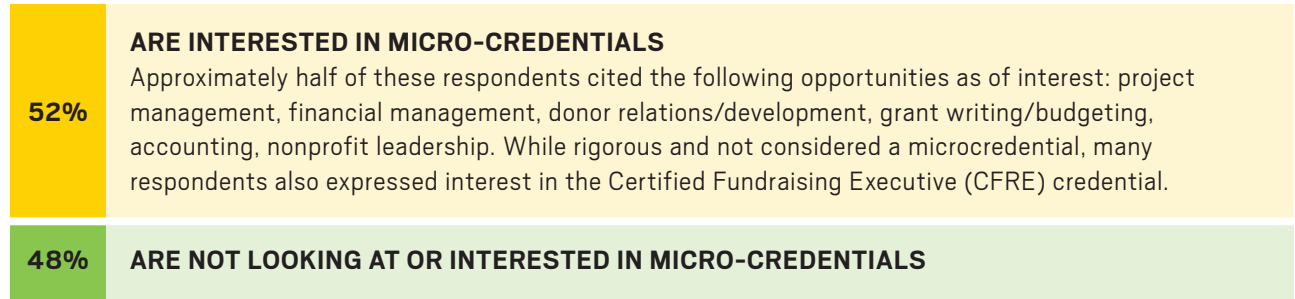 52%
ARE INTERESTED IN MICRO-CREDENTIALS
Approximately half of these respondents cited the following opportunities as of interest: project
management, financial management, donor relations/development, grant writing/budgeting,
accounting, nonprofit leadership. While rigorous and not considered a microcredential, many
respondents also expressed interest in the Certified Fundraising Executive (CFRE) credential.
48%
ARE NOT LOOKING AT OR INTERESTED IN MICRO-CREDENTIALS